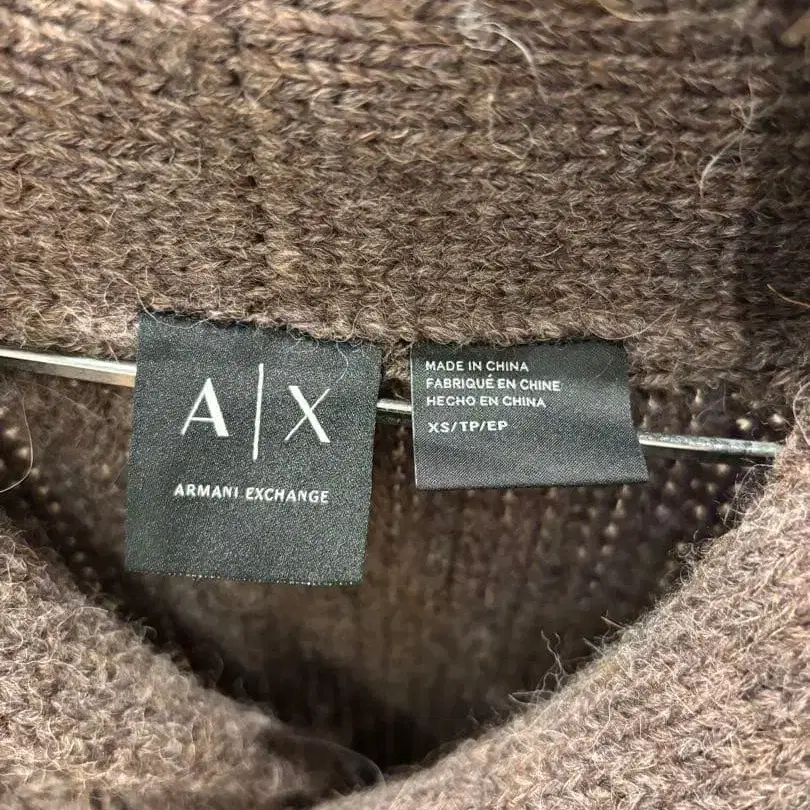 A|X
ARMANI EXCHANGE
MADE IN CHINA
FABRIQUÉ EN CHINE
HECHO EN CHINA
XS/TP/EP